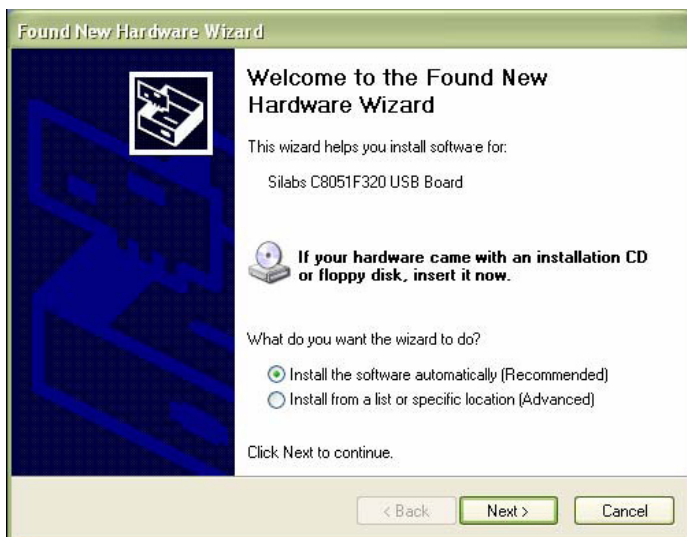 Found New Hardware Wizard
Welcome to the Found New
Hardware Wizard
This wizard helps you install software for:
Silabs C8051F320 USB Board
If your hardware came with an installation CD
or floppy disk, insert it now.
What do you want the wizard to do?
Install the software automatically (Recommended)
Install from a list or specific location (Advanced)
Click Next to continue.
< Back Next > Cancel